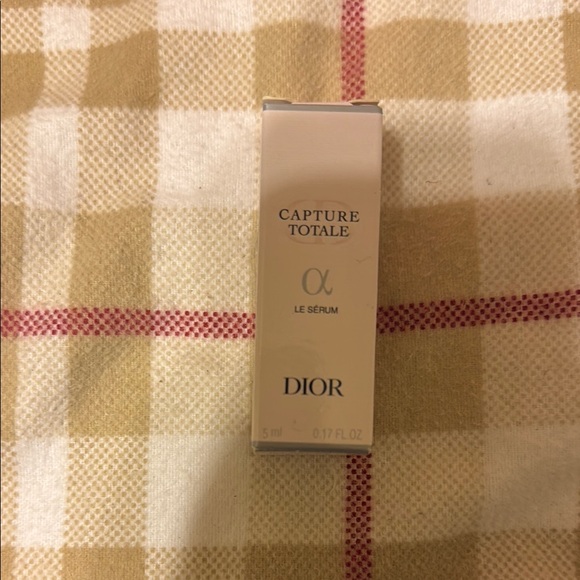 CAPTURE
TOTALE
α
LE SÉRUM
DIOR
5 ml 0.17 FL.OZ